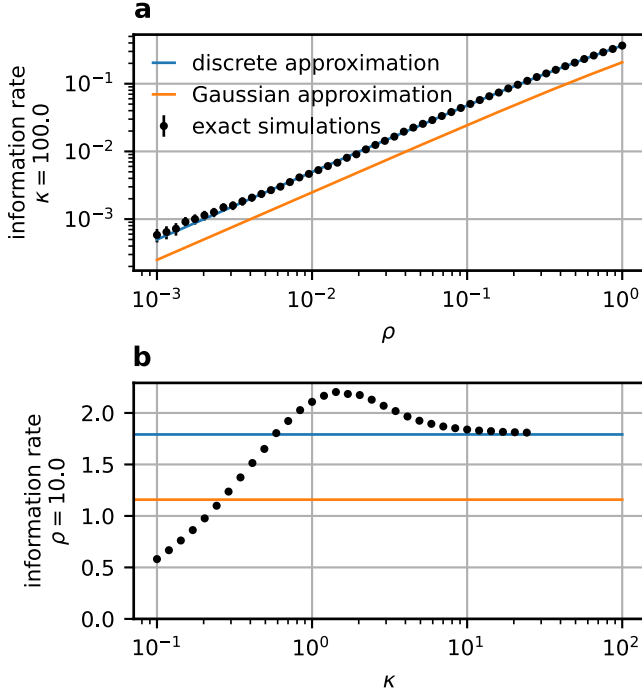 a
discrete approximation
Gaussian approximation
exact simulations
information rate
κ = 100.0
10⁻¹
10⁻²
10⁻³
10⁻³
10⁻²
10⁻¹
10⁰
ρ
b
information rate
ρ = 10.0
2.0
1.5
1.0
0.5
0.0
10⁻¹
10⁰
10¹
10²
κ